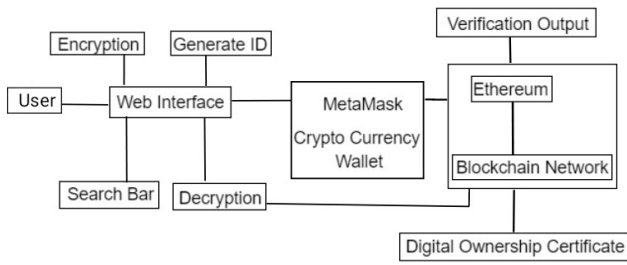 Verification Output
Encryption
Generate ID
Ethereum
User
Web Interface
MetaMask
Crypto Currency
Wallet
Blockchain Network
Search Bar
Decryption
Digital Ownership Certificate